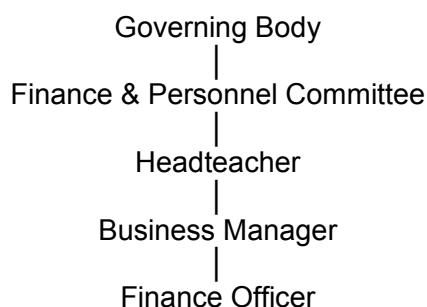 Governing Body
Finance & Personnel Committee
Headteacher
Business Manager
Finance Officer